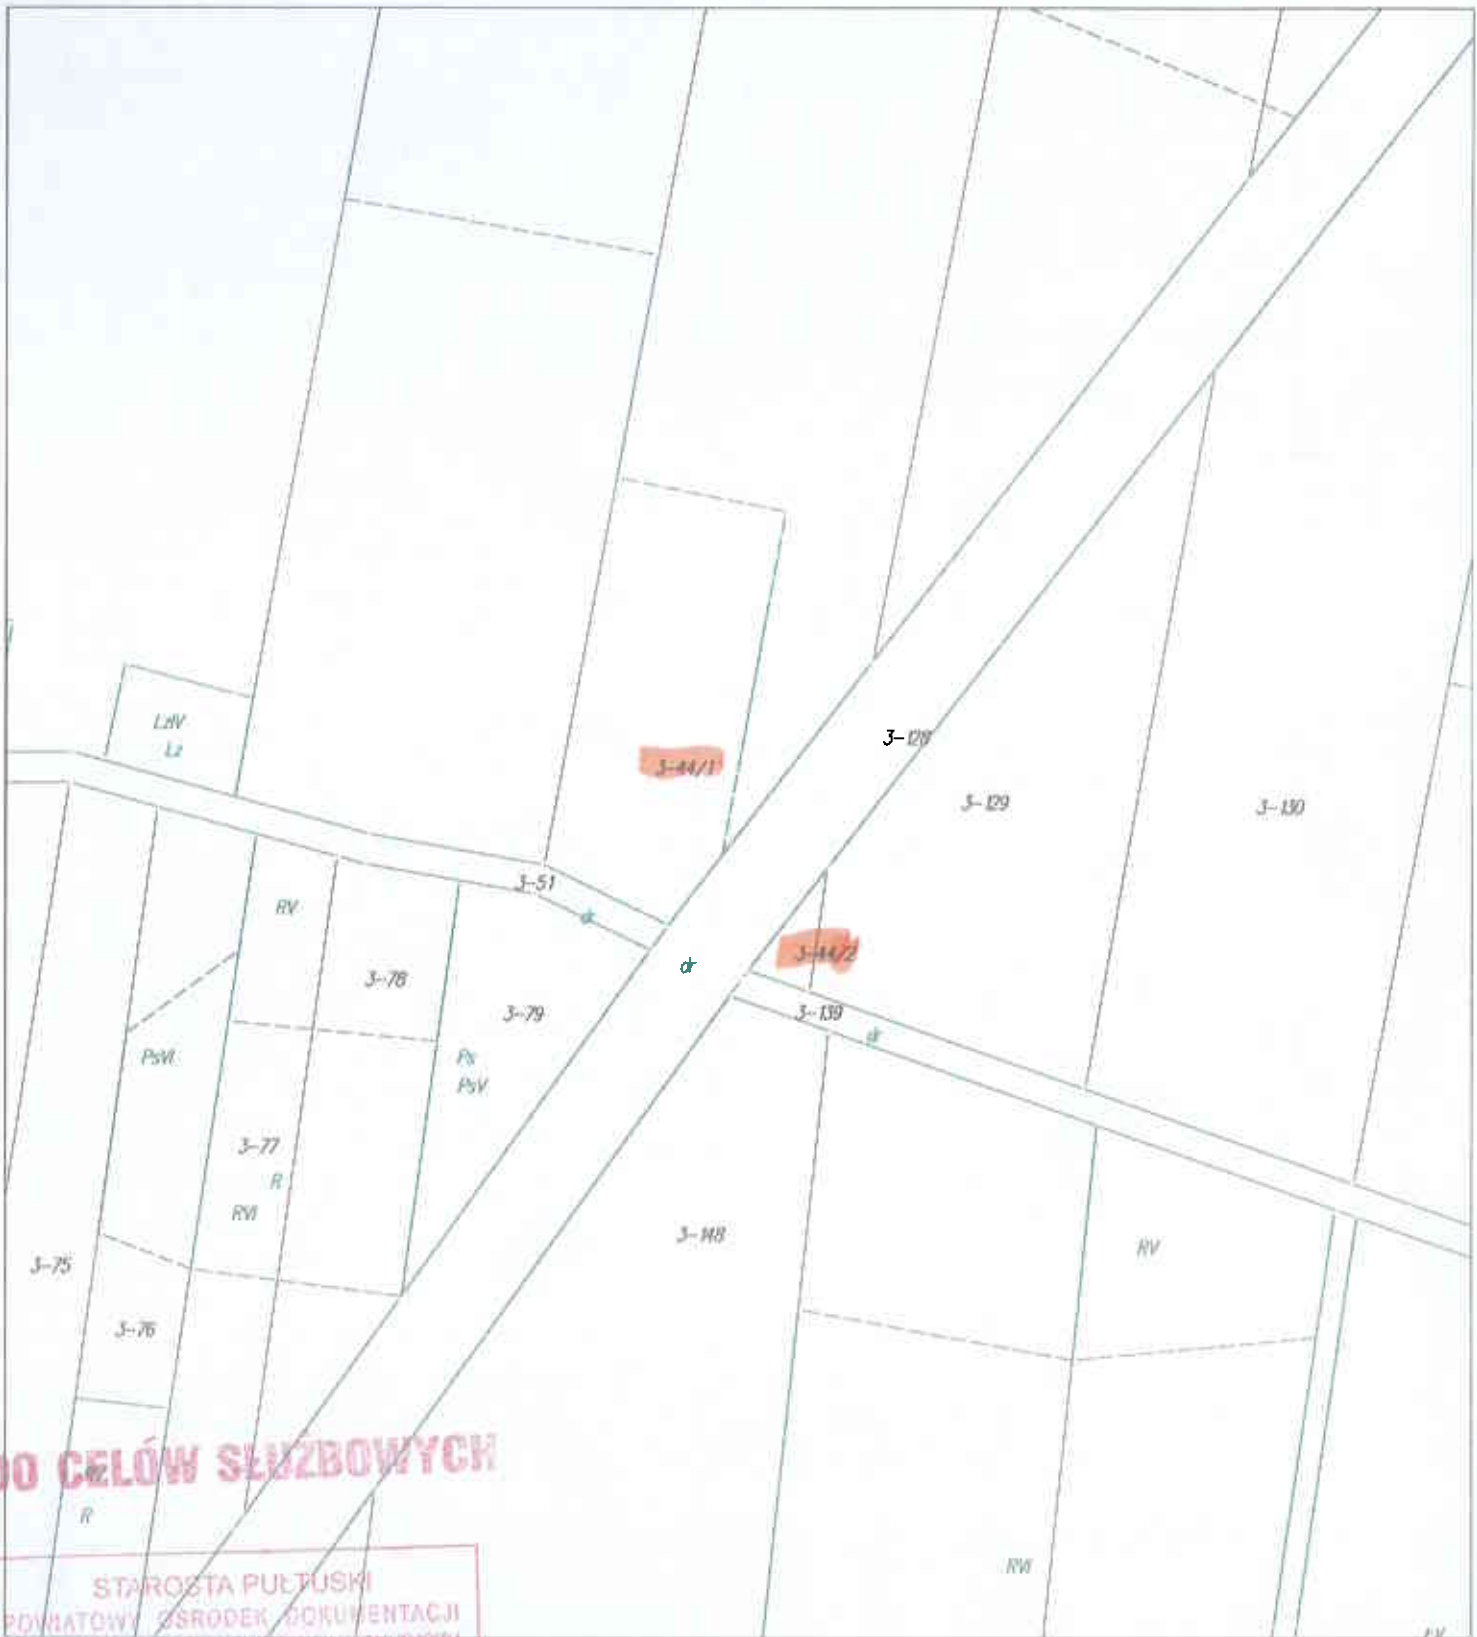 LzIV
Lz
3-44/1
3-128
3-129
3-130
3-51
dr
RV
3-44/2
dr
3-78
3-79
3-139
dr
PsVI
Ps
PsV
3-77
R
RVI
3-148
RV
3-75
3-76
DO CELÓW SŁUŻBOWYCH
R
RVI
STAROSTA PUŁTUSKI
POWIATOWY OŚRODEK DOKUMENTACJI